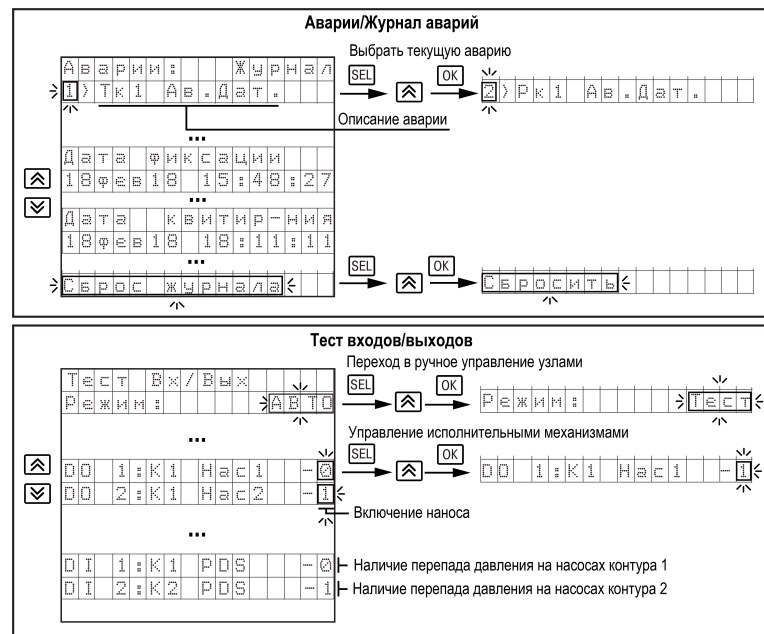 Аварии/Журнал аварий
Выбрать текущую аварию
Аварии: Журнал
SEL OK
1>Тк1 Ав.Дат.
2>Рк1 Ав.Дат.
Описание аварии
...
Дата фиксации
18фев18 15:48:27
...
Дата квитир-ния
18фев18 18:11:11
...
SEL OK
Сброс журнала
Сбросить
Тест входов/выходов
Переход в ручное управление узлами
Тест Вх/Вых
SEL OK
Режим: АВТО
Режим: Тест
...
Управление исполнительными механизмами
SEL OK
DO 1:К1 Нас1 -0
DO 1:К1 Нас1 -1
DO 2:К1 Нас2 -1
Включение наноса
...
DI 1:К1 PDS -0 Наличие перепада давления на насосах контура 1
DI 2:К2 PDS -1 Наличие перепада давления на насосах контура 2